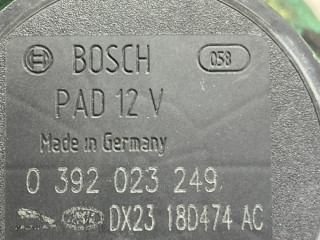 BOSCH 058
PAD 12 V
Made in Germany
0 392 023 249
DX23 18D474 AC